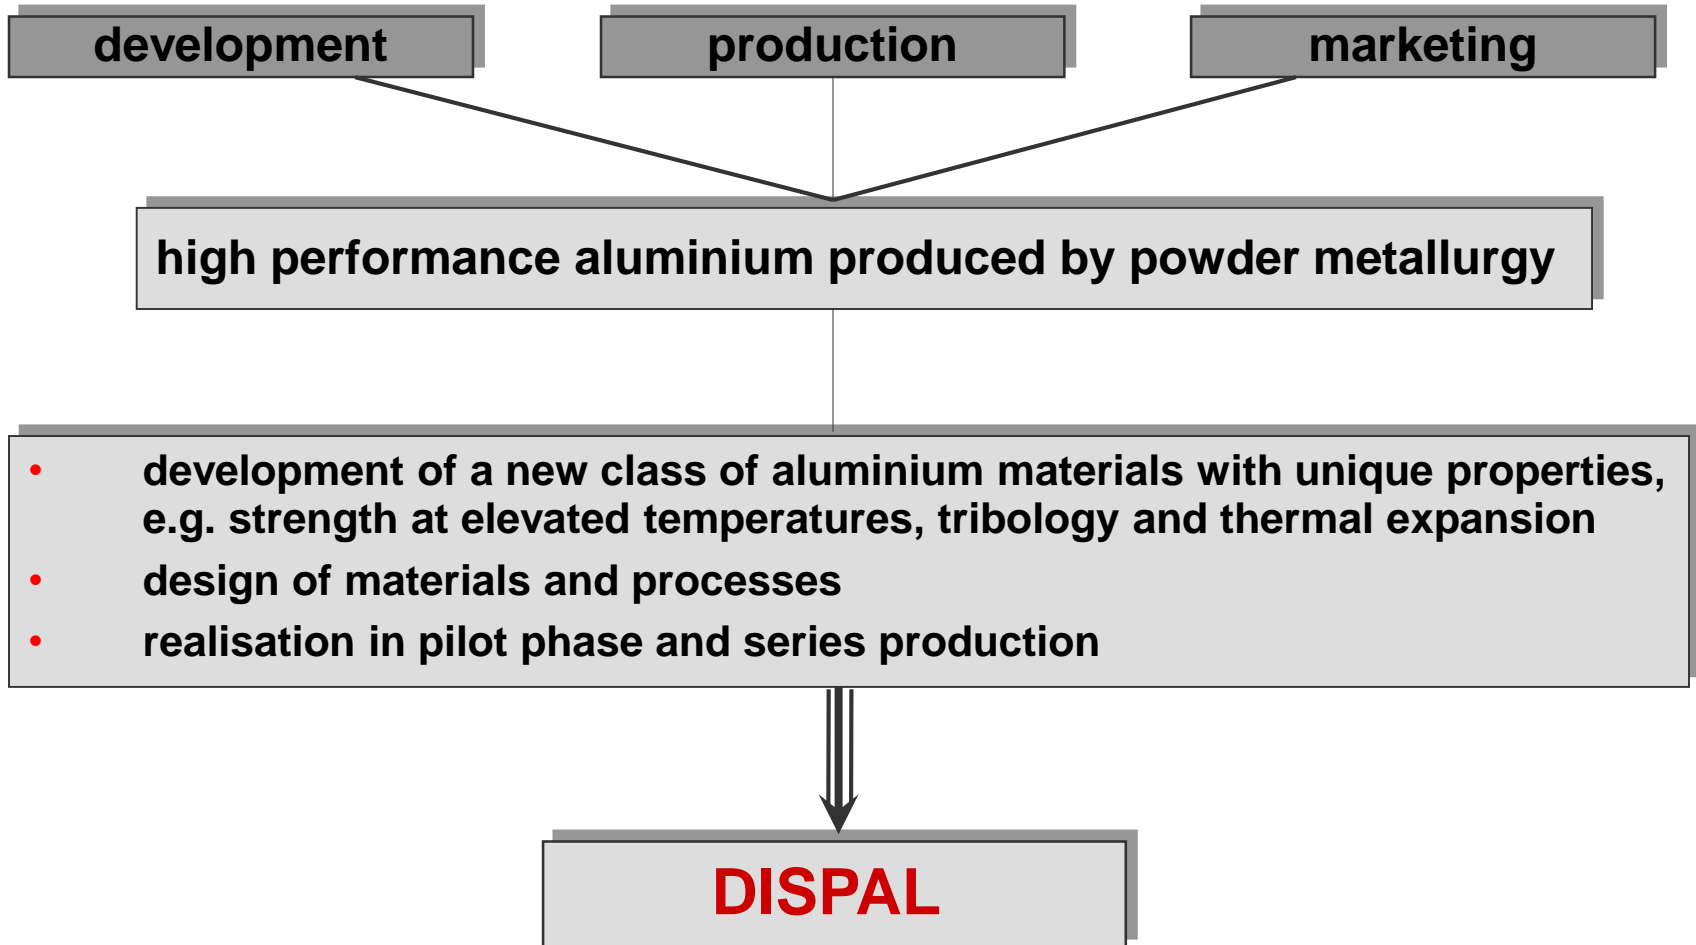 development
production
marketing
high performance aluminium produced by powder metallurgy
• development of a new class of aluminium materials with unique properties,
e.g. strength at elevated temperatures, tribology and thermal expansion
• design of materials and processes
• realisation in pilot phase and series production
DISPAL